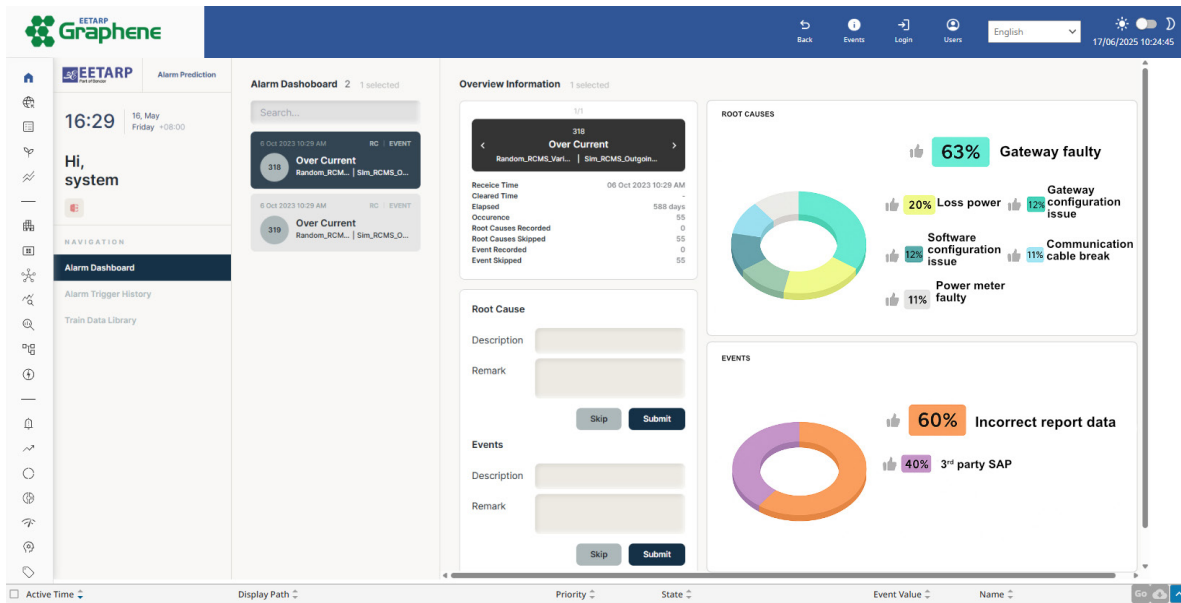 EETARP
Graphene
Back
Events
Login
Users
English
17/06/2025 10:24:45
EETARP
Alarm Prediction
16:29
16, May
Friday +08:00
Hi,
system
NAVIGATION
Alarm Dashboard
Alarm Trigger History
Train Data Library
Alarm Dashoboard 2 1 selected
Search...
6 Oct 2023 10:29 AM RC | EVENT
318
Over Current
Random_RCM... | Sim_RCMS_O...
6 Oct 2023 10:29 AM RC | EVENT
319
Over Current
Random_RCM... | Sim_RCMS_O...
Overview Information 1 selected
1/1
318
Over Current
Random_RCMS_Vari... | Sim_RCMS_Outgoin...
Receice Time 06 Oct 2023 10:29 AM
Cleared Time -
Elapsed 588 days
Occurence 55
Root Causes Recorded 0
Root Causes Skipped 55
Event Recorded 0
Event Skipped 55
Root Cause
Description
Remark
Skip Submit
Events
Description
Remark
Skip Submit
ROOT CAUSES
63% Gateway faulty
20% Loss power
12% Gateway
configuration
issue
12% Software
configuration
issue
11% Communication
cable break
11% Power meter
faulty
EVENTS
60% Incorrect report data
40% 3rd party SAP
Active Time Display Path Priority State Event Value Name Go